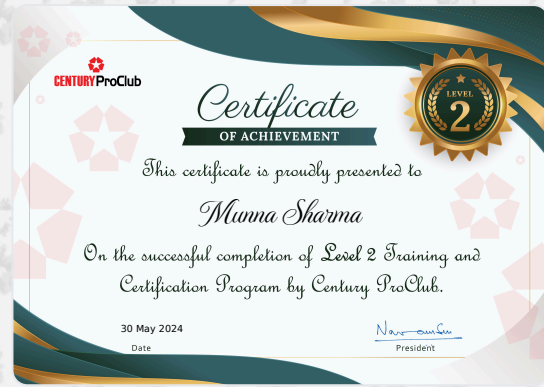 CENTURY ProClub
Certificate
OF ACHIEVEMENT
LEVEL
2
This certificate is proudly presented to
Munna Sharma
On the successful completion of Level 2 Training and
Certification Program by Century ProClub.
30 May 2024
Date
President